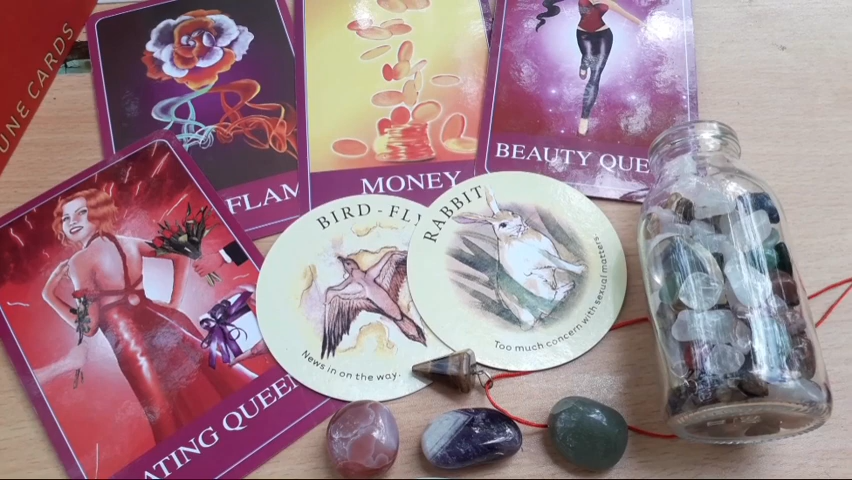 UNE CARDS
FLAM
MONEY
BEAUTY QUE
ATING QUEEN
BIRD - FLY
News in on the way.
RABBIT
Too much concern with sexual matters